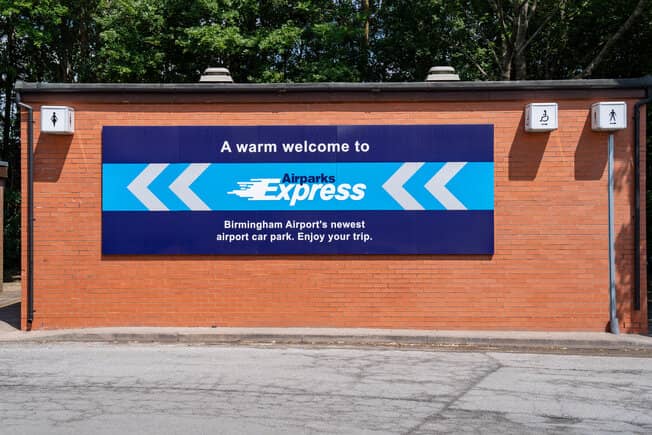 A warm welcome to
Airparks
Express
Birmingham Airport's newest
airport car park. Enjoy your trip.